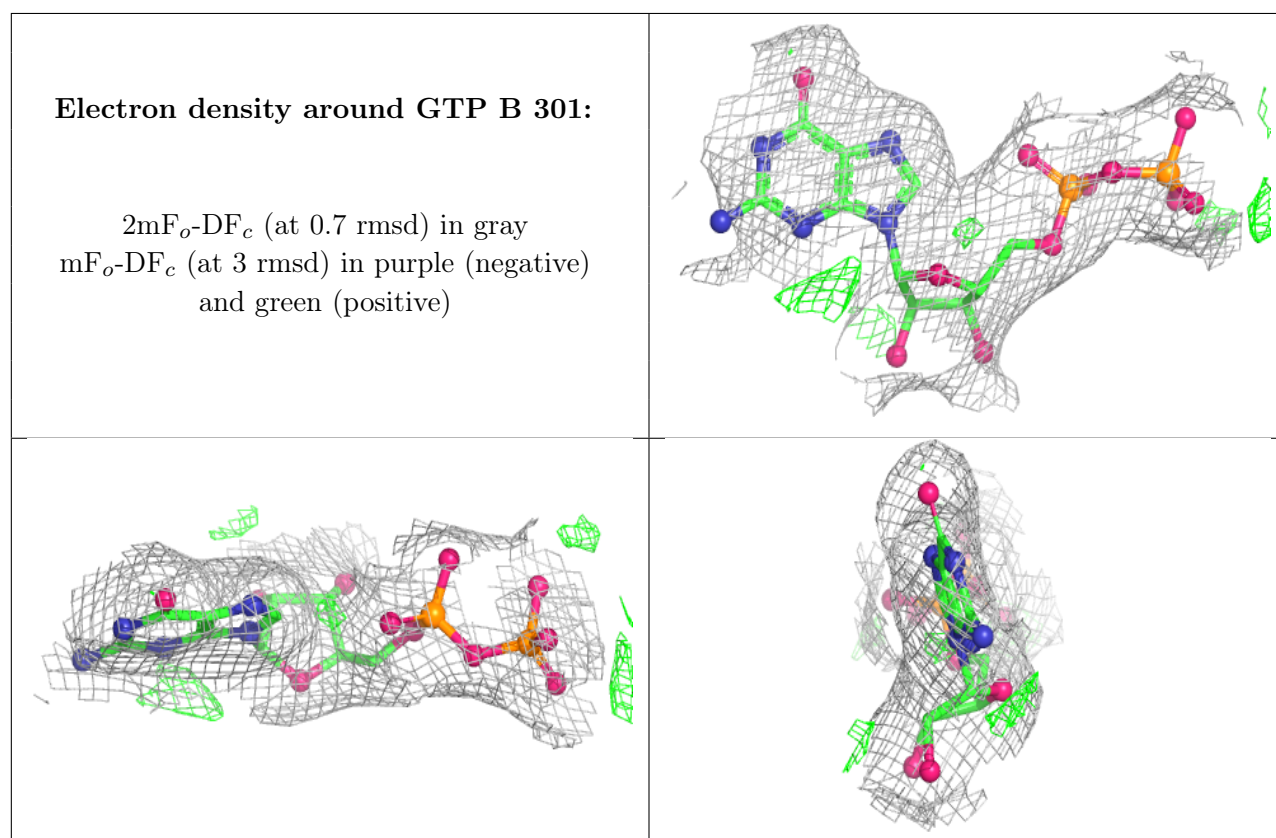 Electron density around GTP B 301:
2mFₒ-DF𝒸 (at 0.7 rmsd) in gray
mFₒ-DF𝒸 (at 3 rmsd) in purple (negative)
and green (positive)